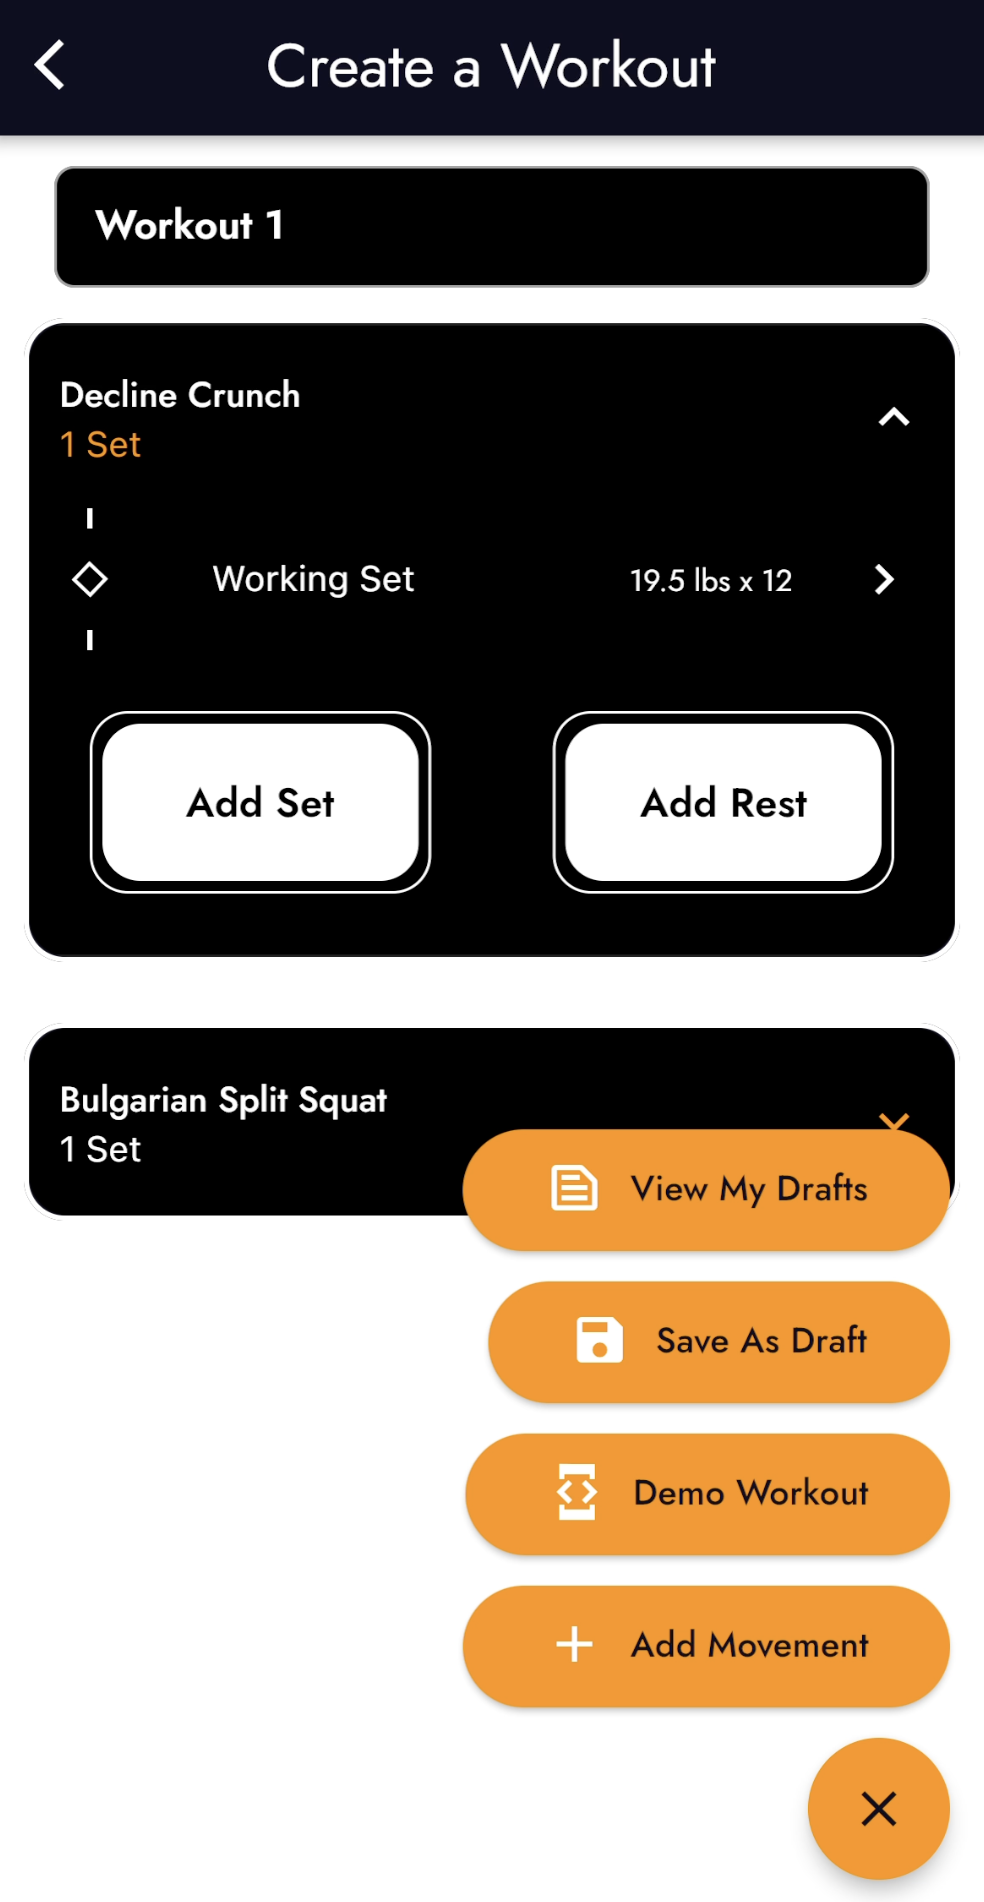 Create a Workout
Workout 1
Decline Crunch
1 Set
Working Set 19.5 lbs x 12
Add Set Add Rest
Bulgarian Split Squat
1 Set
View My Drafts
Save As Draft
Demo Workout
Add Movement